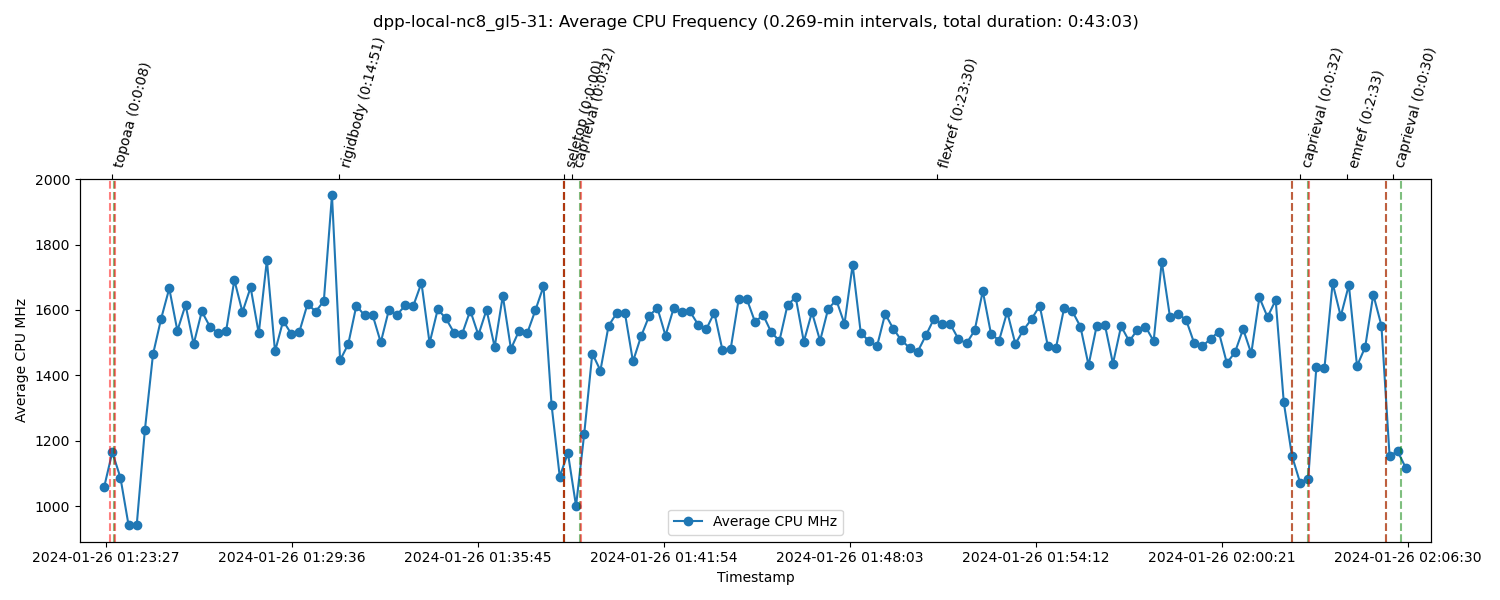 dpp-local-nc8_gl5-31: Average CPU Frequency (0.269-min intervals, total duration: 0:43:03)
topoaa (0:0:08)
rigidbody (0:14:51)
seletop (0:0:00)
caprieval (0:0:32)
flexref (0:23:30)
caprieval (0:0:32)
emref (0:2:33)
caprieval (0:0:30)
2000
1800
1600
1400
1200
1000
Average CPU MHz
Average CPU MHz
2024-01-26 01:23:27
2024-01-26 01:29:36
2024-01-26 01:35:45
2024-01-26 01:41:54
2024-01-26 01:48:03
2024-01-26 01:54:12
2024-01-26 02:00:21
2024-01-26 02:06:30
Timestamp